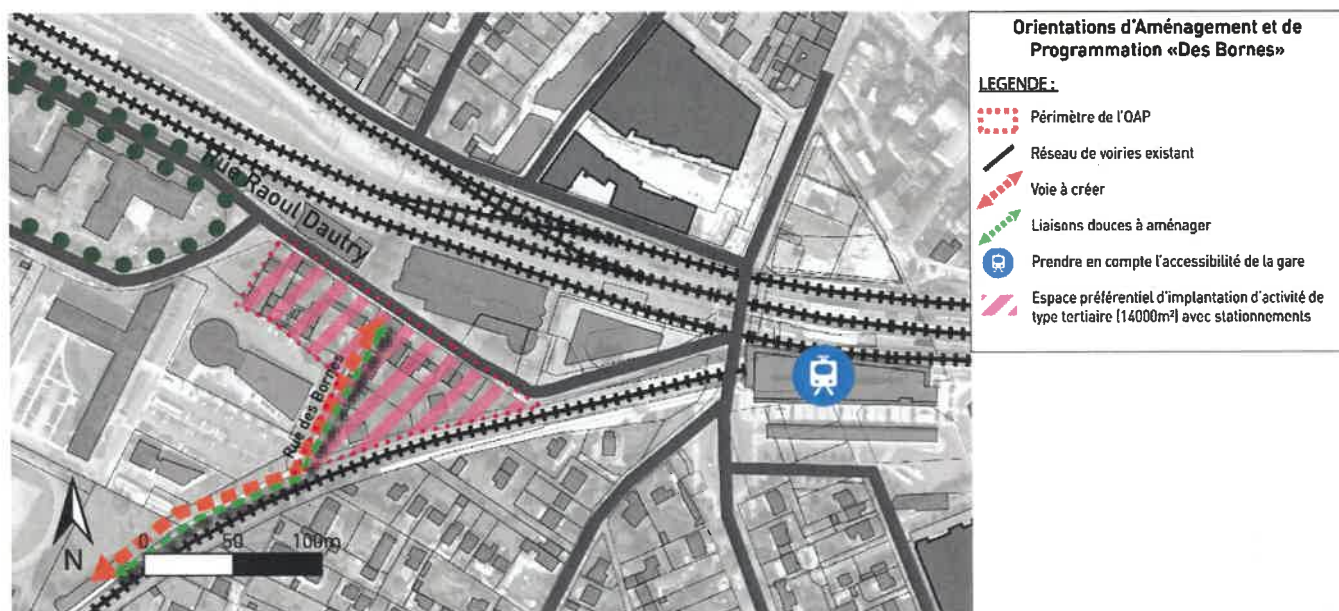 Rue Raoul Dautry
Rue des Bornes
N
0 50 100m
Orientations d'Aménagement et de
Programmation «Des Bornes»
LEGENDE :
Périmètre de l'OAP
Réseau de voiries existant
Voie à créer
Liaisons douces à aménager
Prendre en compte l'accessibilité de la gare
Espace préférentiel d'implantation d'activité de
type tertiaire (14000m²) avec stationnements